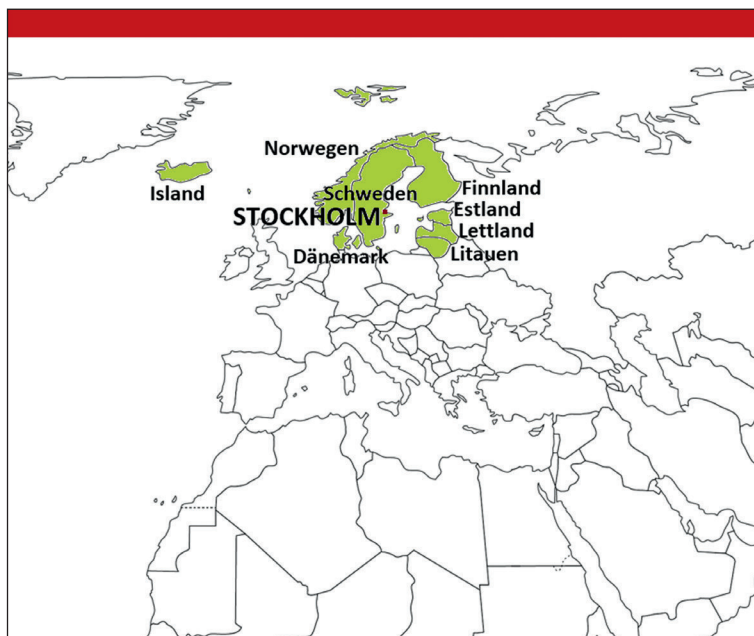 Norwegen
Island
Schweden
Finnland
STOCKHOLM
Estland
Lettland
Dänemark
Litauen